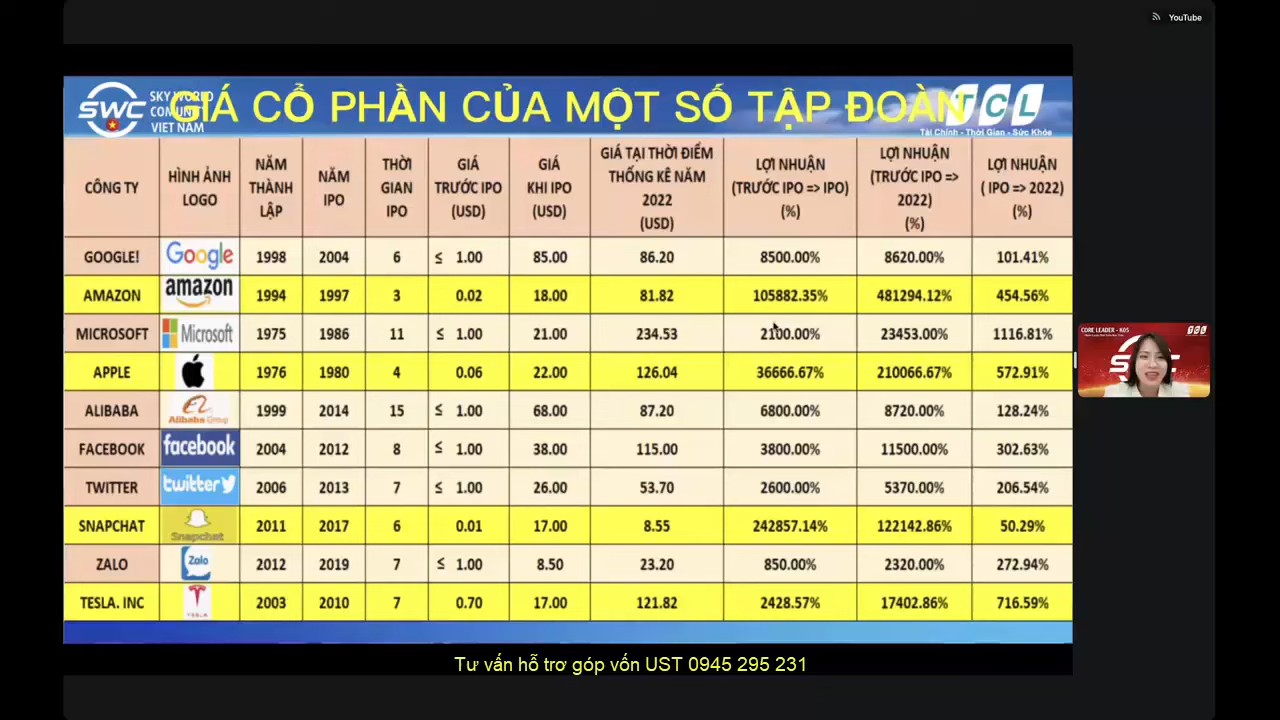 YouTube
SWC SKY WORLD COMUNITY VIET NAM
GIÁ CỔ PHẦN CỦA MỘT SỐ TẬP ĐOÀN
TCL
Tài Chính - Thời Gian - Sức Khỏe
CÔNG TY HÌNH ẢNH LOGO NĂM THÀNH LẬP NĂM IPO THỜI GIAN IPO GIÁ TRƯỚC IPO (USD) GIÁ KHI IPO (USD) GIÁ TẠI THỜI ĐIỂM THỐNG KÊ NĂM 2022 (USD) LỢI NHUẬN (TRƯỚC IPO => IPO) (%) LỢI NHUẬN (TRƯỚC IPO => 2022) (%) LỢI NHUẬN ( IPO => 2022) (%)
GOOGLE! Google 1998 2004 6 ≤ 1.00 85.00 86.20 8500.00% 8620.00% 101.41%
AMAZON amazon 1994 1997 3 0.02 18.00 81.82 105882.35% 481294.12% 454.56%
MICROSOFT Microsoft 1975 1986 11 ≤ 1.00 21.00 234.53 2100.00% 23453.00% 1116.81%
APPLE 1976 1980 4 0.06 22.00 126.04 36666.67% 210066.67% 572.91%
ALIBABA Alibaba Group 1999 2014 15 ≤ 1.00 68.00 87.20 6800.00% 8720.00% 128.24%
FACEBOOK facebook 2004 2012 8 ≤ 1.00 38.00 115.00 3800.00% 11500.00% 302.63%
TWITTER twitter 2006 2013 7 ≤ 1.00 26.00 53.70 2600.00% 5370.00% 206.54%
SNAPCHAT Snapchat 2011 2017 6 0.01 17.00 8.55 242857.14% 122142.86% 50.29%
ZALO Zalo 2012 2019 7 ≤ 1.00 8.50 23.20 850.00% 2320.00% 272.94%
TESLA. INC TESLA 2003 2010 7 0.70 17.00 121.82 2428.57% 17402.86% 716.59%
CORE LEADER - K05
TCL
Tư vấn hỗ trơ góp vốn UST 0945 295 231